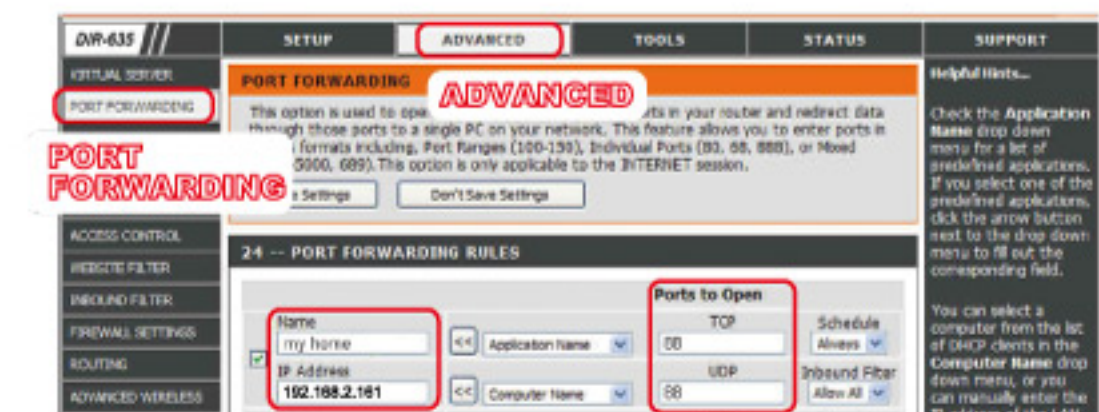 DIR-635
SETUP
ADVANCED
TOOLS
STATUS
SUPPORT
VIRTUAL SERVER
PORT FORWARDING
PORT
FORWARDING
ACCESS CONTROL
WEBSITE FILTER
INBOUND FILTER
FIREWALL SETTINGS
ROUTING
ADVANCED WIRELESS
PORT FORWARDING
ADVANCED
This option is used to ope rts in your router and redirect data
through those ports to a single PC on your network. This feature allows you to enter ports in
formats including, Port Ranges (100-150), Individual Ports (80, 68, 888), or Mixed
-5000, 689). This option is only applicable to the INTERNET session.
Settings
Don't Save Settings
24 -- PORT FORWARDING RULES
Ports to Open
Name
TCP
Schedule
my home
<<
Application Name
88
Always
IP Address
UDP
Inbound Filter
192.168.2.161
<<
Computer Name
88
Allow All
Helpful Hints...
Check the Application
Name drop down
menu for a list of
predefined applications.
If you select one of the
predefined applications,
click the arrow button
next to the drop down
menu to fill out the
corresponding field.
You can select a
computer from the list
of DHCP clients in the
Computer Name drop
down menu, or you
can manually enter the